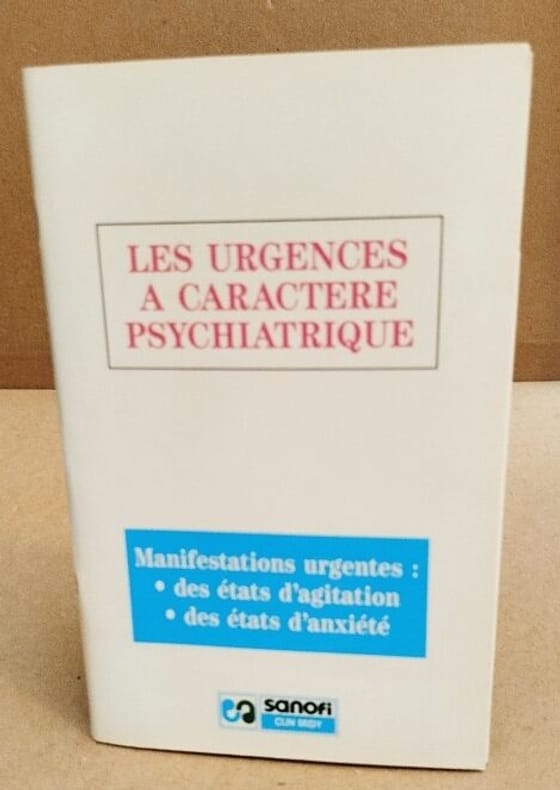 LES URGENCES
A CARACTERE
PSYCHIATRIQUE
Manifestations urgentes :
• des états d'agitation
• des états d'anxiété
sanofi
CLIN MIDY